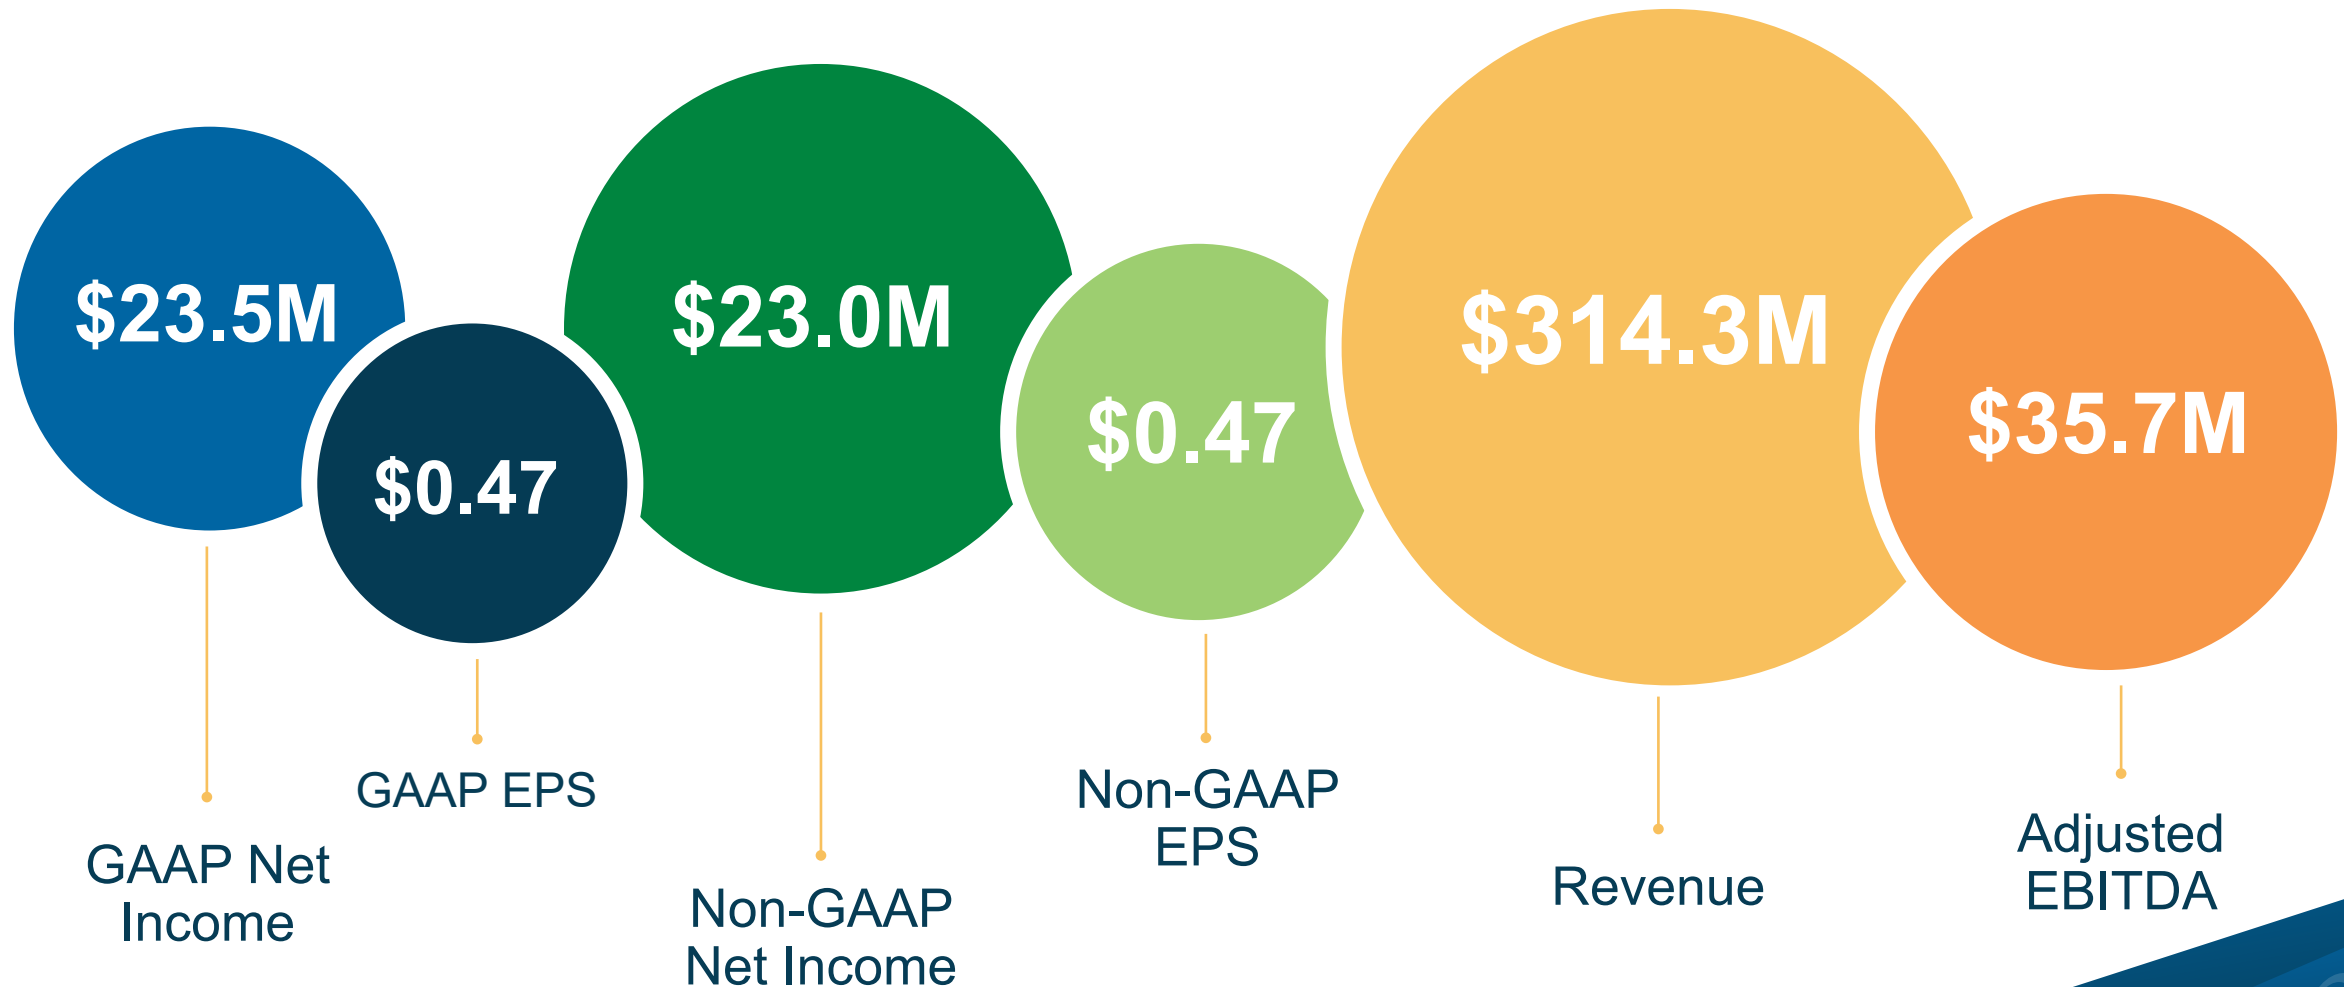 $23.5M
GAAP Net
Income
$0.47
GAAP EPS
$23.0M
Non-GAAP
Net Income
$0.47
Non-GAAP
EPS
$314.3M
Revenue
$35.7M
Adjusted
EBITDA